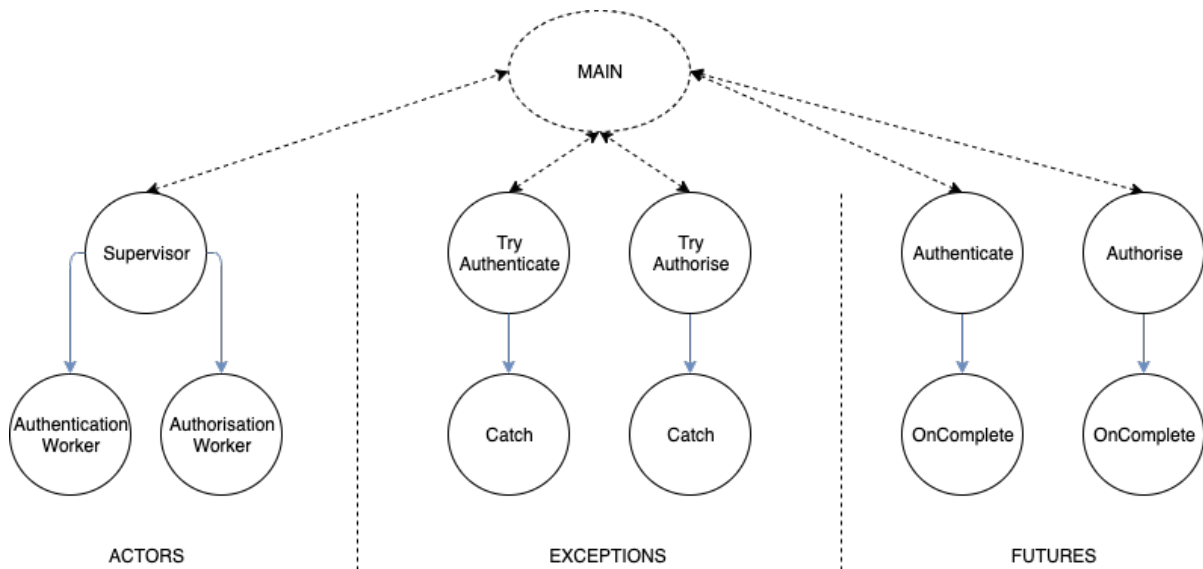 MAIN
Supervisor
Try
Authenticate
Try
Authorise
Authenticate
Authorise
Authentication
Worker
Authorisation
Worker
Catch
Catch
OnComplete
OnComplete
ACTORS
EXCEPTIONS
FUTURES